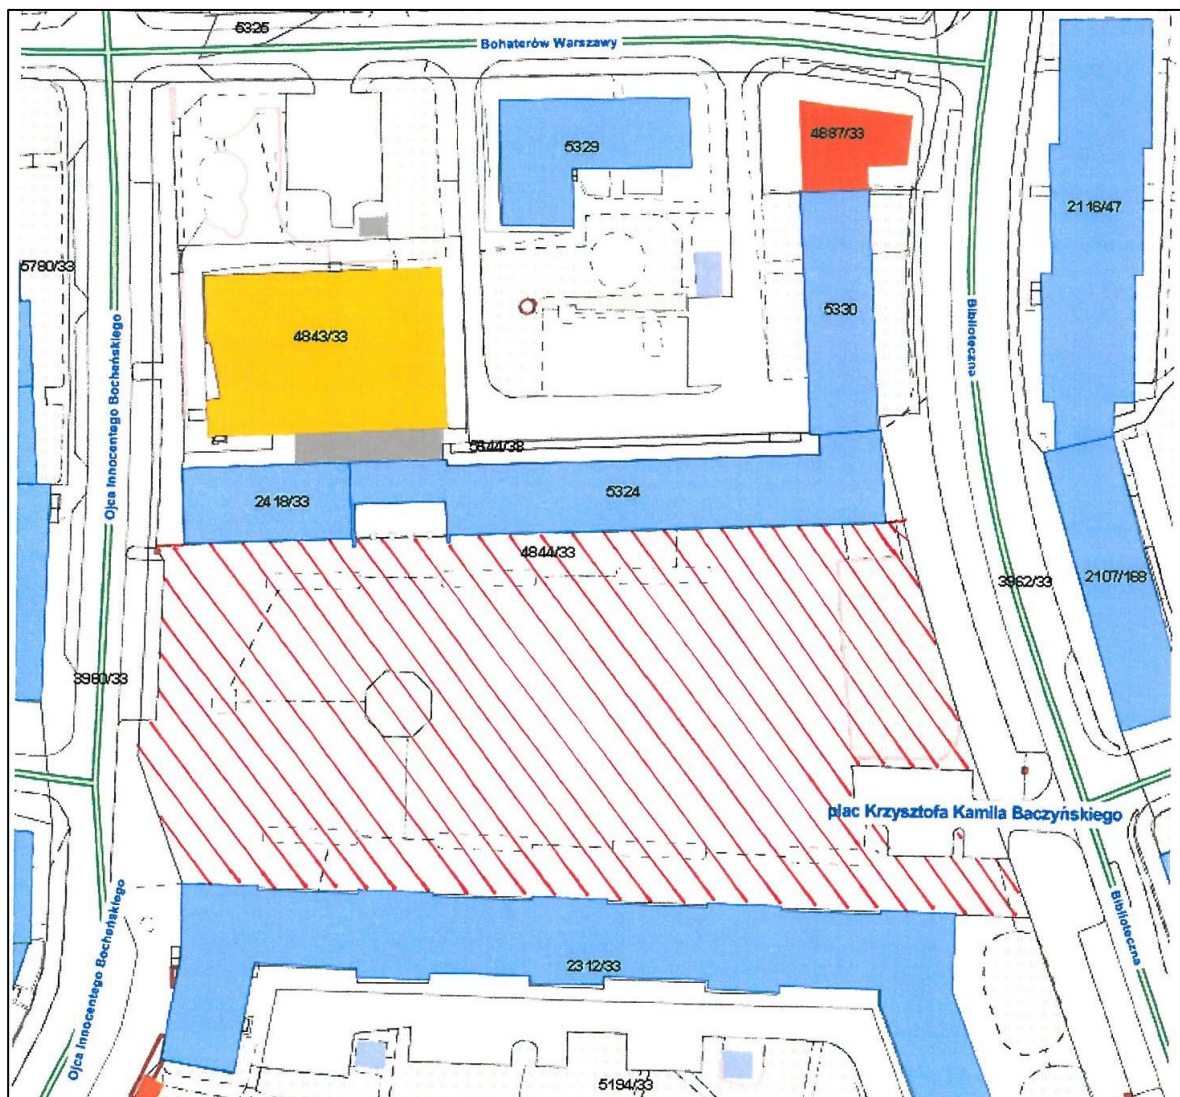 5325
Bohaterów Warszawy
4887/33
5329
2116/47
5780/33
5330
Biblioteczna
4843/33
Ojca Innocentego Bocheńskiego
5644/38
5324
2418/33
4844/33
3962/33
2107/168
3980/33
plac Krzysztofa Kamila Baczyńskiego
Ojca Innocentego Bocheńskiego
Biblioteczna
2312/33
5194/33